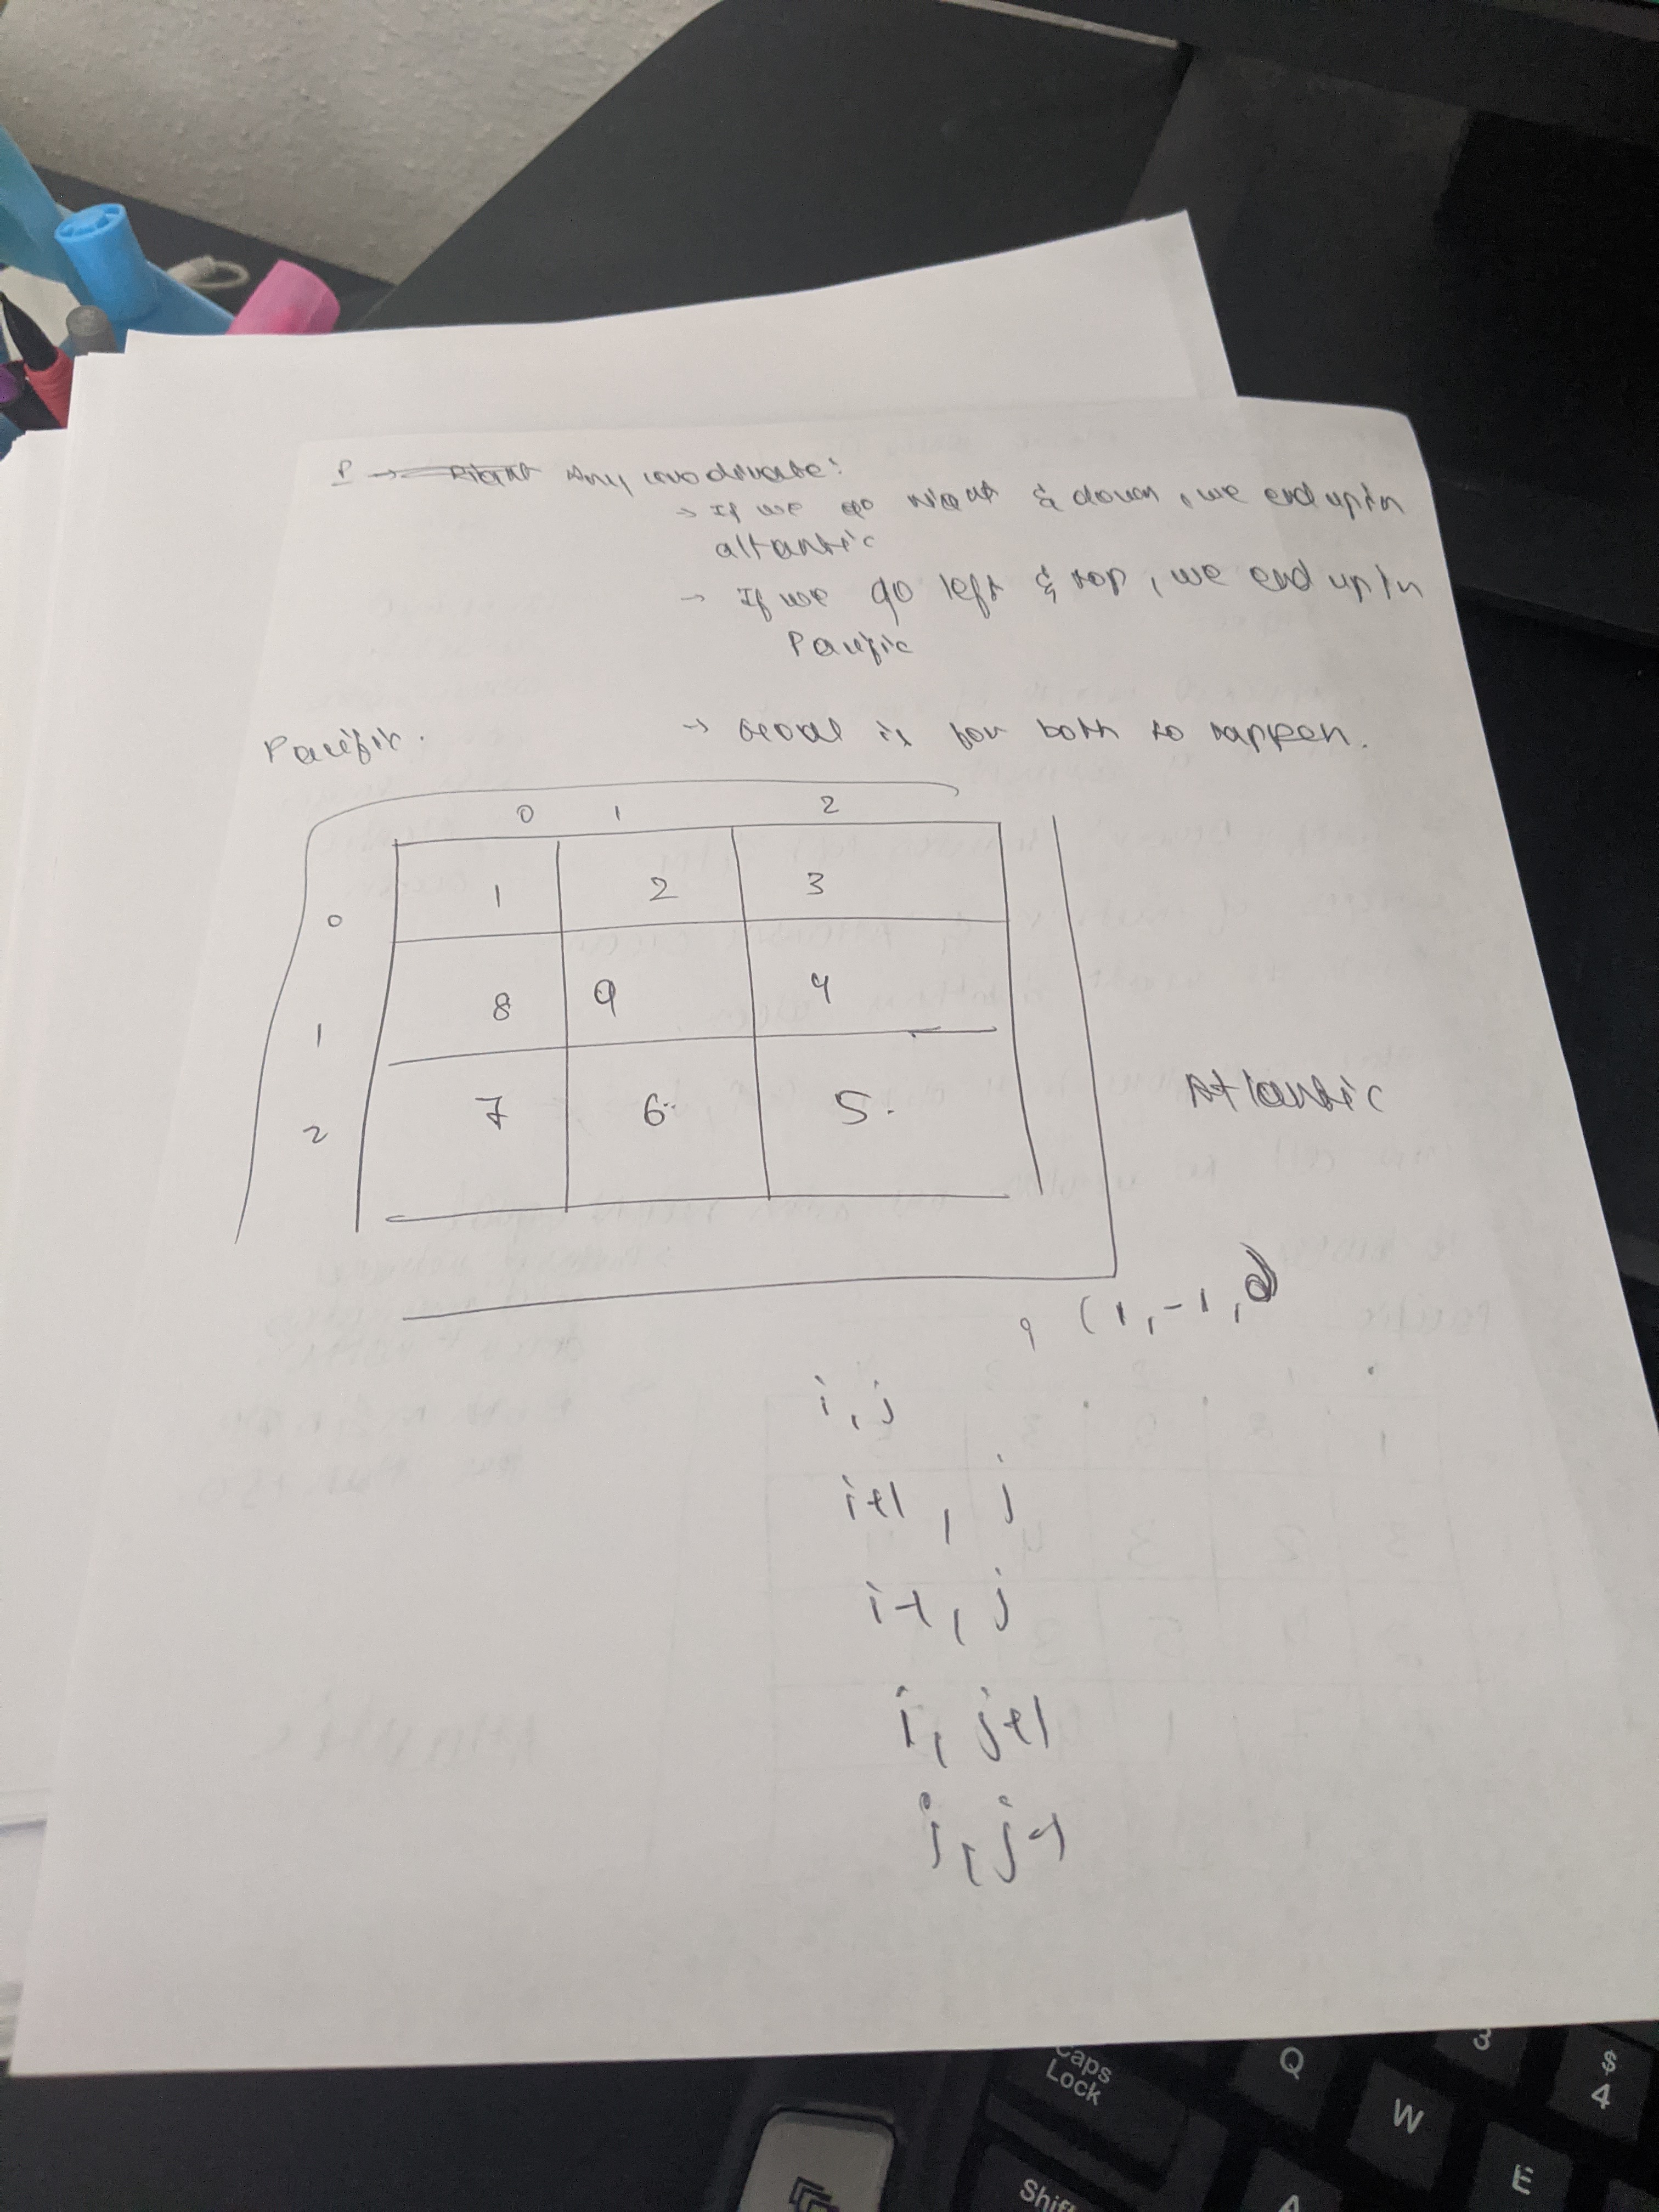 P → Right Any coordinate:
→ If we go right & down, we end up in
altantic
→ If we go left & top, we end up in
Pacific
→ Goal is for both to happen.
Pacific.
0 1 2
0 1 2 3
1 8 9 4
2 7 6 5
Atlantic
9 (1, -1,
i, j
i+1, j
i-1, j
i, j+1
i, j-1
Caps
Lock
Shift
Q
W
E
A
3
$
4